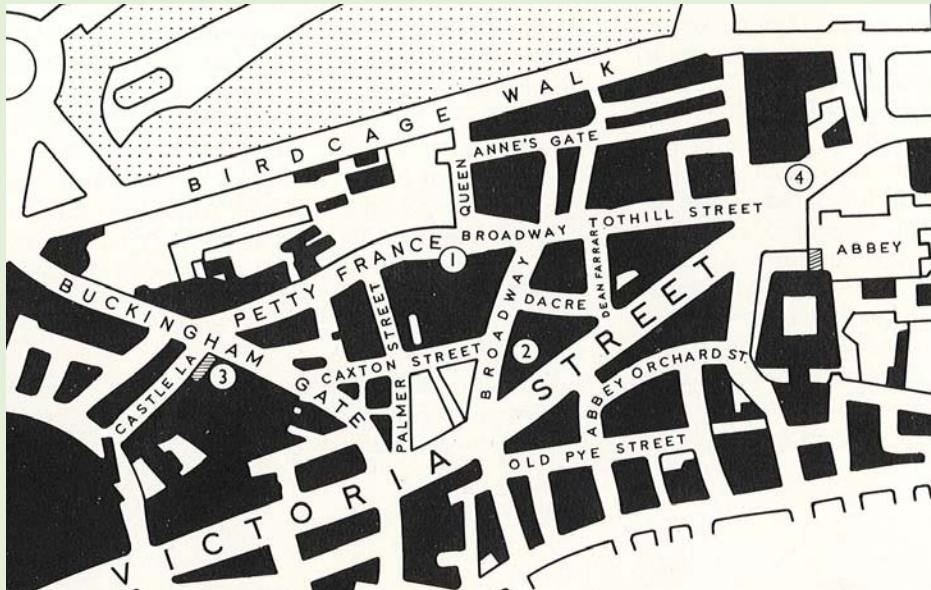 BIRDCAGE WALK
QUEEN ANNE'S GATE
4
TOTHILL STREET
BROADWAY
ABBEY
PETTY FRANCE
1
DEAN FARRAR T
BUCKINGHAM GATE
PALMER STREET
BROADWAY
DACRE
CAXTON STREET
2
3
CASTLE LA
ABBEY ORCHARD ST.
OLD PYE STREET
VICTORIA STREET